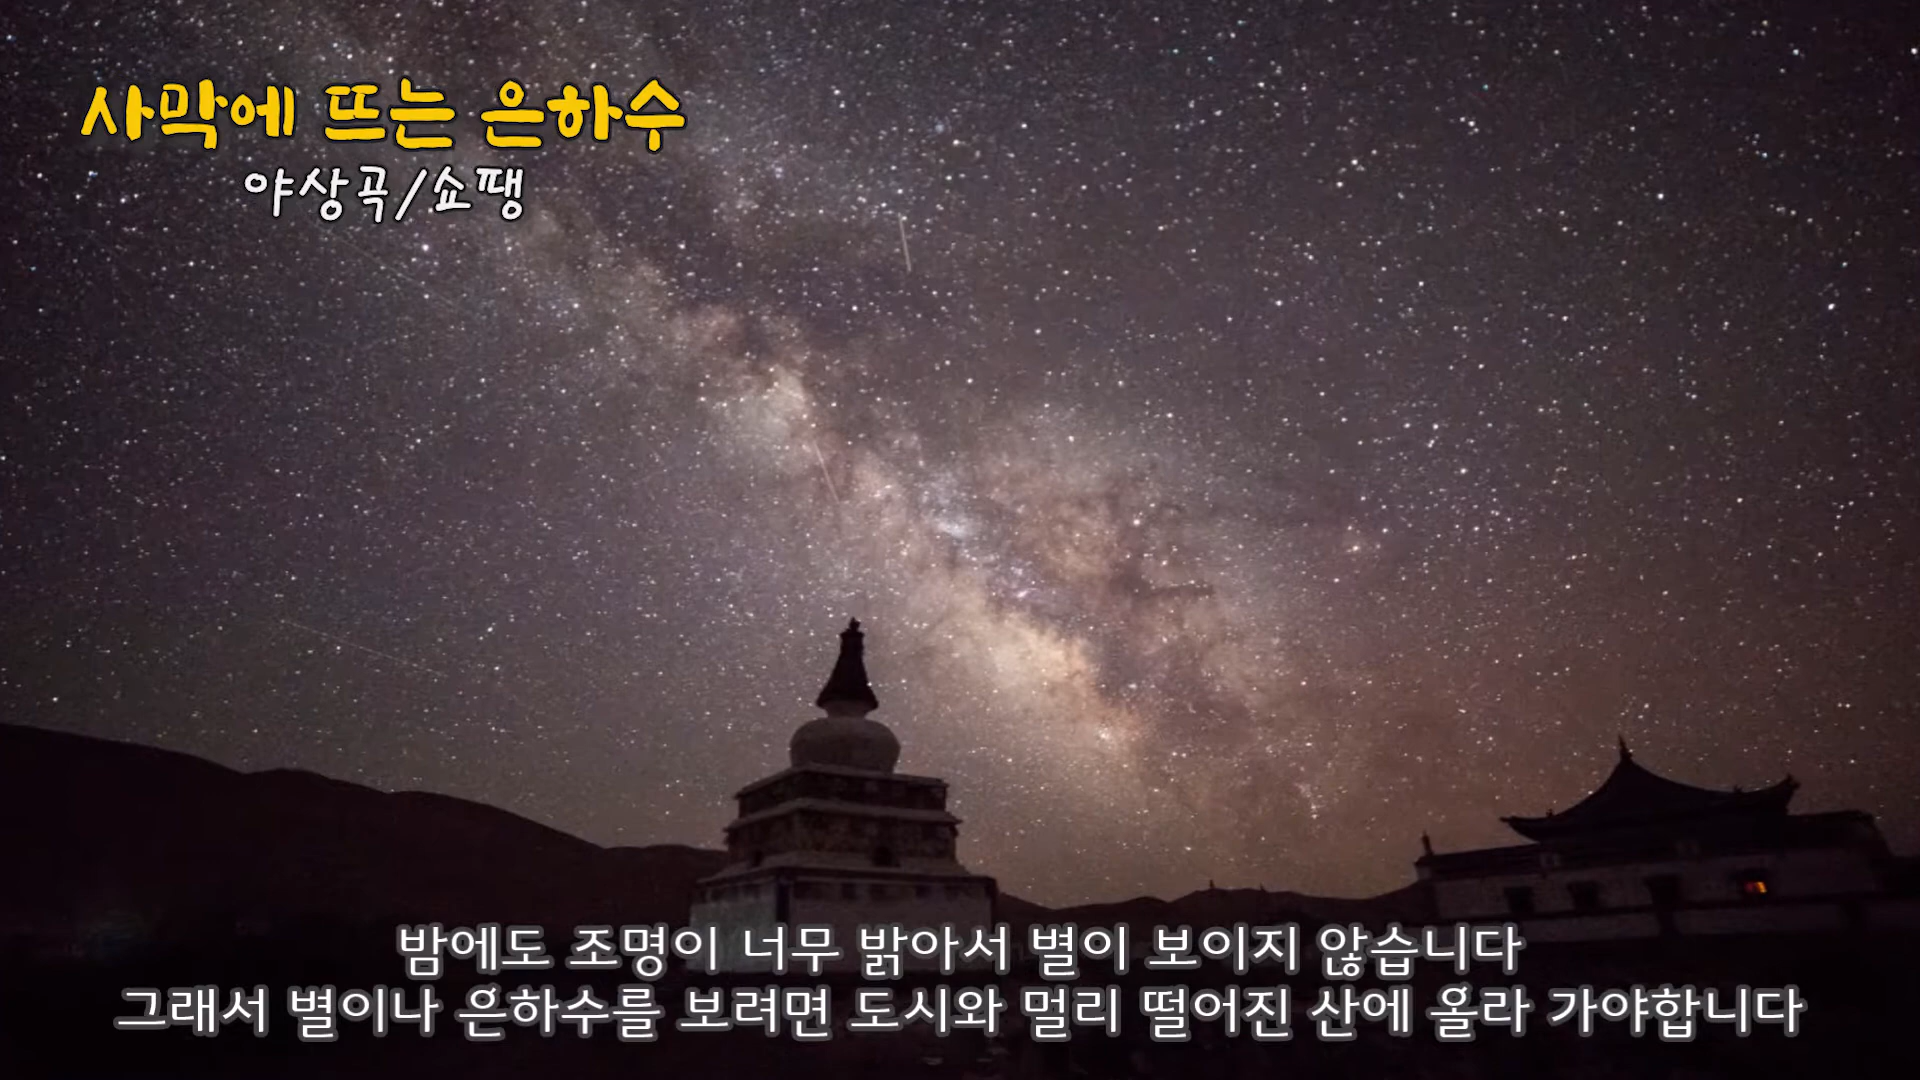 사막에 뜨는 은하수
야상곡/쇼땡
밤에도 조명이 너무 밝아서 별이 보이지 않습니다
그래서 별이나 은하수를 보려면 도시와 멀리 떨어진 산에 올라 가야합니다